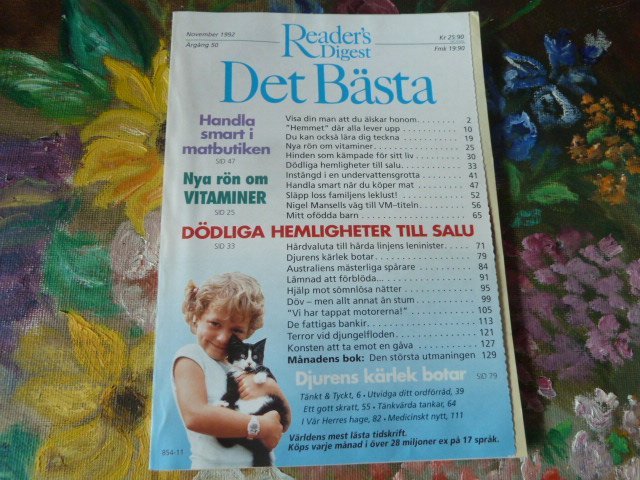 November 1992
Årgång 50
Reader's
Digest
Kr 25:90
Fmk 19:90
Det Bästa
Handla
smart i
matbutiken
SID 47
Nya rön om
VITAMINER
SID 25
Visa din man att du älskar honom 2
"Hemmet" där alla lever upp 10
Du kan också lära dig teckna 19
Nya rön om vitaminer 25
Hinden som kämpade för sitt liv 30
Dödliga hemligheter till salu 33
Instängd i en undervattensgrotta 41
Handla smart när du köper mat 47
Släpp loss familjens leklust! 52
Nigel Mansells väg till VM-titeln 56
Mitt ofödda barn 65
DÖDLIGA HEMLIGHETER TILL SALU
SID 33
Hårdvaluta till hårda linjens leninister 71
Djurens kärlek botar 79
Australiens mästerliga spårare 84
Lämnad att förblöda 91
Hjälp mot sömnlösa nätter 95
Döv – men allt annat än stum 99
"Vi har tappat motorerna!" 105
De fattigas bankir 113
Terror vid djungelfloden 121
Konsten att ta emot en gåva 127
Månadens bok: Den största utmaningen 129
Djurens kärlek botar SID 79
Tänkt & Tyckt, 6 • Utvidga ditt ordförråd, 39
Ett gott skratt, 55 • Tänkvärda tankar, 64
I Vår Herres hage, 82 • Medicinskt nytt, 111
Världens mest lästa tidskrift.
Köps varje månad i över 28 miljoner ex på 17 språk.
854-11